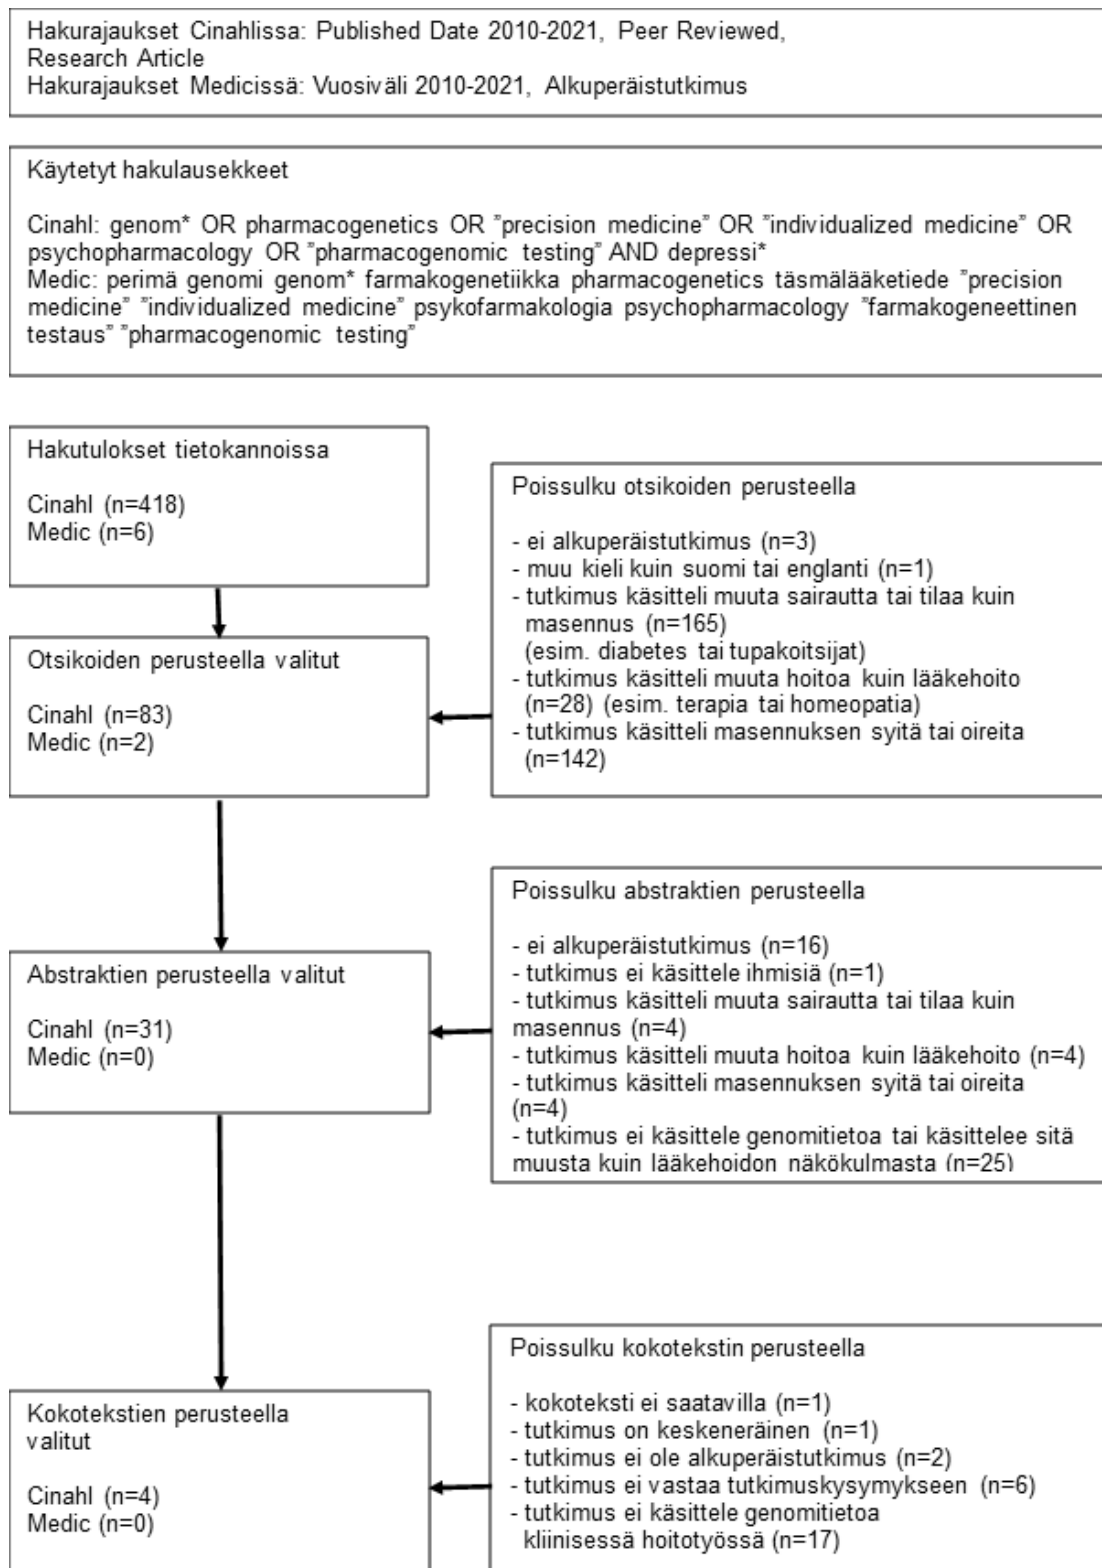 Hakurajaukset Cinahlissa: Published Date 2010-2021, Peer Reviewed,
Research Article
Hakurajaukset Medicissä: Vuosiväli 2010-2021, Alkuperäistutkimus
Käytetyt hakulausekkeet
Cinahl: genom* OR pharmacogenetics OR ”precision medicine” OR ”individualized medicine” OR
psychopharmacology OR ”pharmacogenomic testing” AND depressi*
Medic: perimä genomi genom* farmakogenetiikka pharmacogenetics täsmälääketiede ”precision
medicine” ”individualized medicine” psykofarmakologia psychopharmacology ”farmakogeneettinen
testaus” ”pharmacogenomic testing”
Hakutulokset tietokannoissa
Cinahl (n=418)
Medic (n=6)
Poissulku otsikoiden perusteella
- ei alkuperäistutkimus (n=3)
- muu kieli kuin suomi tai englanti (n=1)
- tutkimus käsitteli muuta sairautta tai tilaa kuin
masennus (n=165)
(esim. diabetes tai tupakoitsijat)
- tutkimus käsitteli muuta hoitoa kuin lääkehoito
(n=28) (esim. terapia tai homeopatia)
- tutkimus käsitteli masennuksen syitä tai oireita
(n=142)
Otsikoiden perusteella valitut
Cinahl (n=83)
Medic (n=2)
Poissulku abstraktien perusteella
- ei alkuperäistutkimus (n=16)
- tutkimus ei käsittele ihmisiä (n=1)
- tutkimus käsitteli muuta sairautta tai tilaa kuin
masennus (n=4)
- tutkimus käsitteli muuta hoitoa kuin lääkehoito (n=4)
- tutkimus käsitteli masennuksen syitä tai oireita
(n=4)
- tutkimus ei käsittele genomitietoa tai käsittelee sitä
muusta kuin lääkehoidon näkökulmasta (n=25)
Abstraktien perusteella valitut
Cinahl (n=31)
Medic (n=0)
Poissulku kokotekstin perusteella
- kokoteksti ei saatavilla (n=1)
- tutkimus on keskeneräinen (n=1)
- tutkimus ei ole alkuperäistutkimus (n=2)
- tutkimus ei vastaa tutkimuskysymykseen (n=6)
- tutkimus ei käsittele genomitietoa
kliinisessä hoitotyössä (n=17)
Kokotekstien perusteella
valitut
Cinahl (n=4)
Medic (n=0)